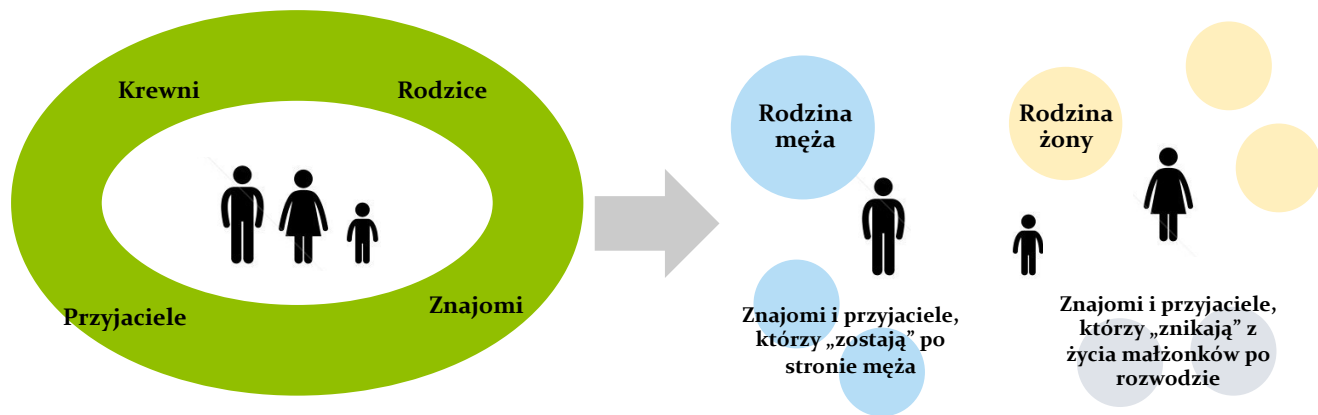 Krewni
Rodzice
Przyjaciele
Znajomi
Rodzina
męża
Rodzina
żony
Znajomi i przyjaciele,
którzy „zostają” po
stronie męża
Znajomi i przyjaciele,
którzy „znikają” z
życia małżonków po
rozwodzie